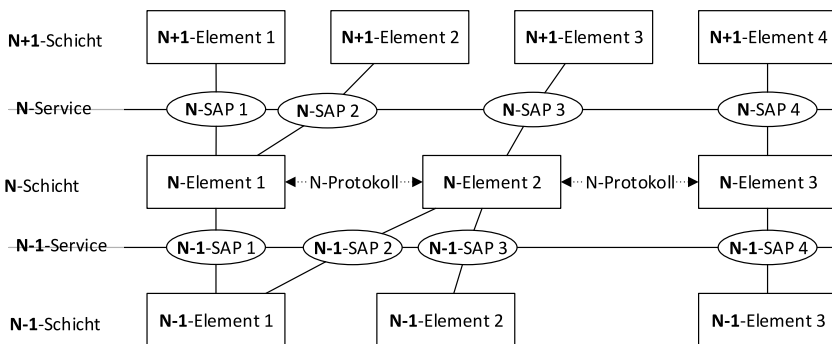 N+1-Schicht
N+1-Element 1
N+1-Element 2
N+1-Element 3
N+1-Element 4
N-Service
N-SAP 1
N-SAP 2
N-SAP 3
N-SAP 4
N-Schicht
N-Element 1
N-Protokoll
N-Element 2
N-Protokoll
N-Element 3
N-1-Service
N-1-SAP 1
N-1-SAP 2
N-1-SAP 3
N-1-SAP 4
N-1-Schicht
N-1-Element 1
N-1-Element 2
N-1-Element 3